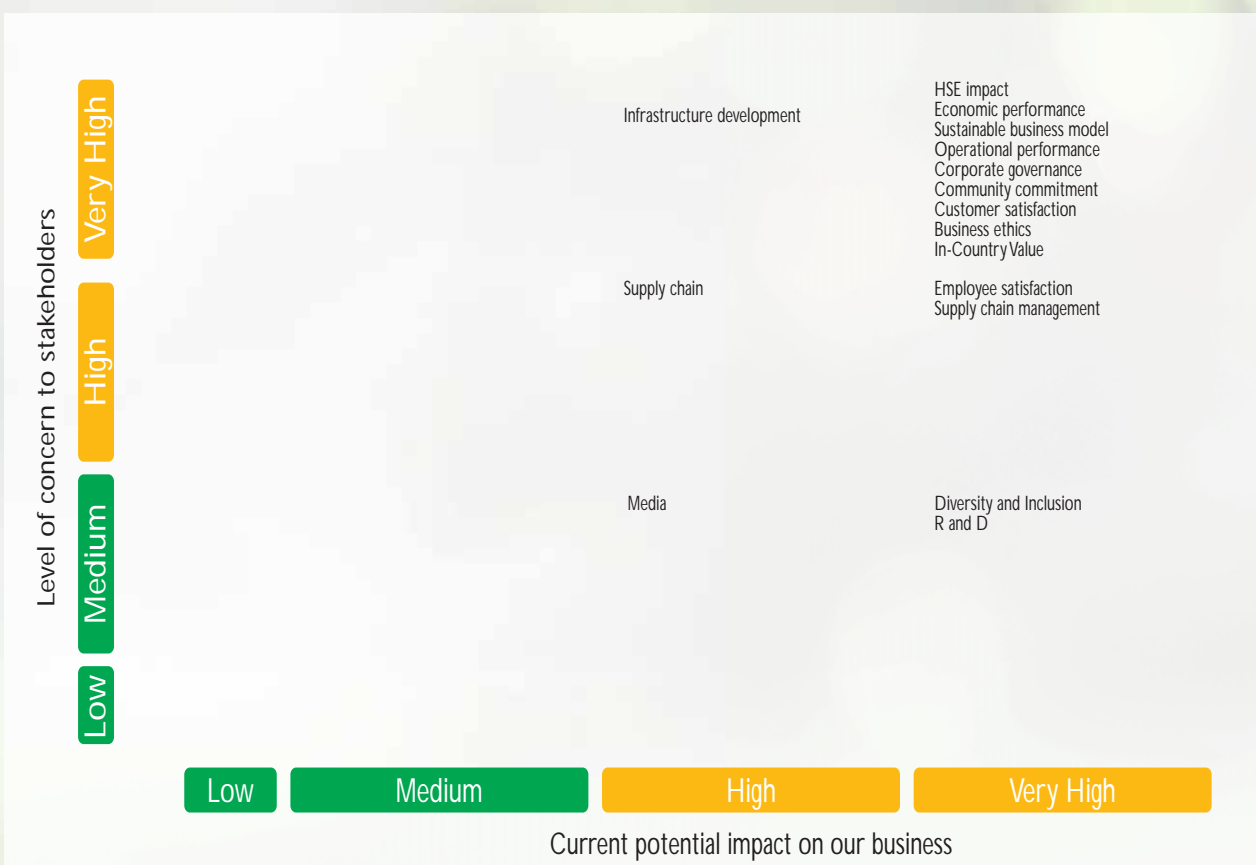 Level of concern to stakeholders
Very High
Infrastructure development
HSE impact
Economic performance
Sustainable business model
Operational performance
Corporate governance
Community commitment
Customer satisfaction
Business ethics
In-Country Value
High
Supply chain
Employee satisfaction
Supply chain management
Medium
Media
Diversity and Inclusion
R and D
Low
Low
Medium
High
Very High
Current potential impact on our business